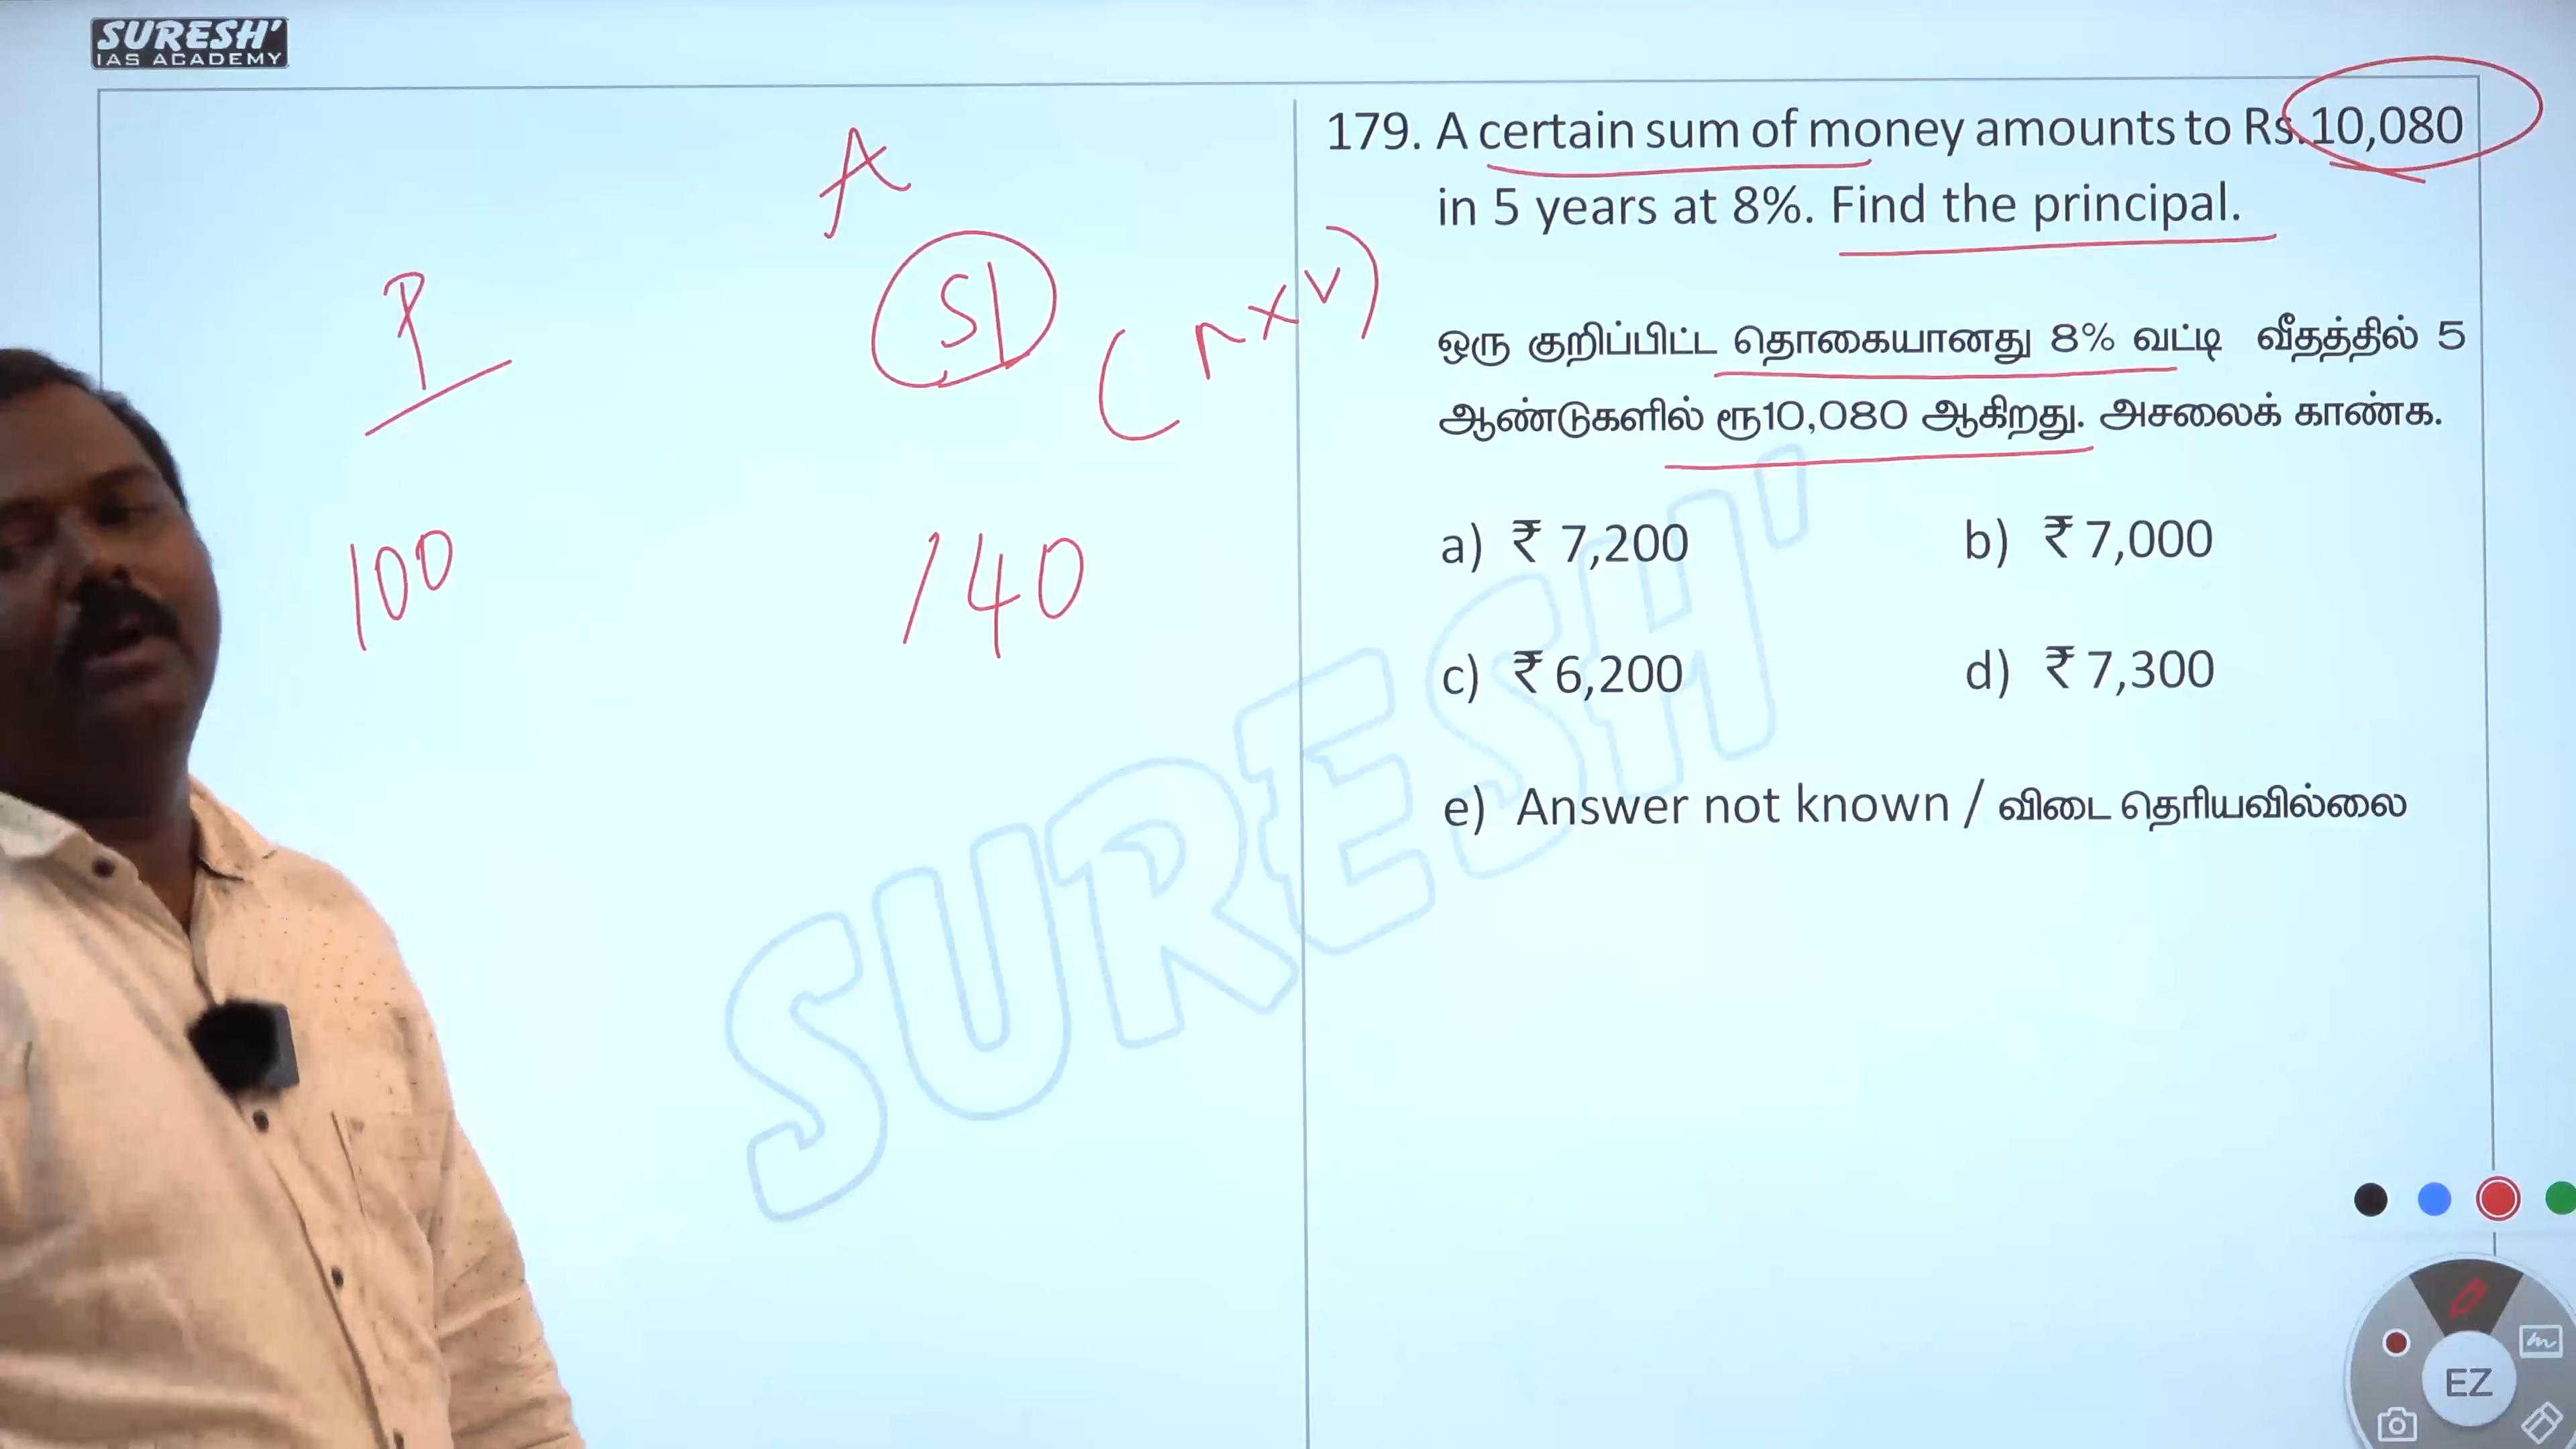 SURESH'
IAS ACADEMY
A
P
SI
100
140
179. A certain sum of money amounts to Rs.10,080
in 5 years at 8%. Find the principal.
ஒரு குறிப்பிட்ட தொகையானது 8% வட்டி வீதத்தில் 5
ஆண்டுகளில் ரூ10,080 ஆகிறது. அசலைக் காண்க.
a) ₹ 7,200
b) ₹ 7,000
c) ₹ 6,200
d) ₹ 7,300
e) Answer not known / விடை தெரியவில்லை
SURESH'
EZ